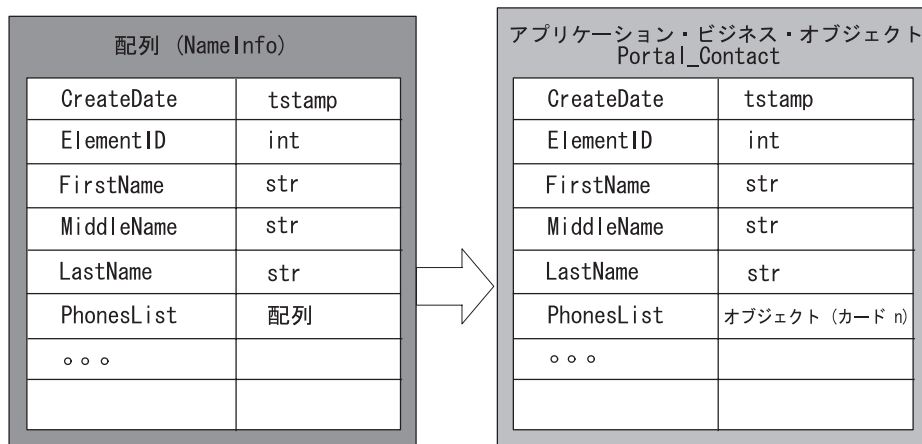 配列 (NameInfo)
CreateDate tstamp
ElementID int
FirstName str
MiddleName str
LastName str
PhonesList 配列
。。。
アプリケーション・ビジネス・オブジェクト
Portal_Contact
CreateDate tstamp
ElementID int
FirstName str
MiddleName str
LastName str
PhonesList オブジェクト (カード n)
。。。